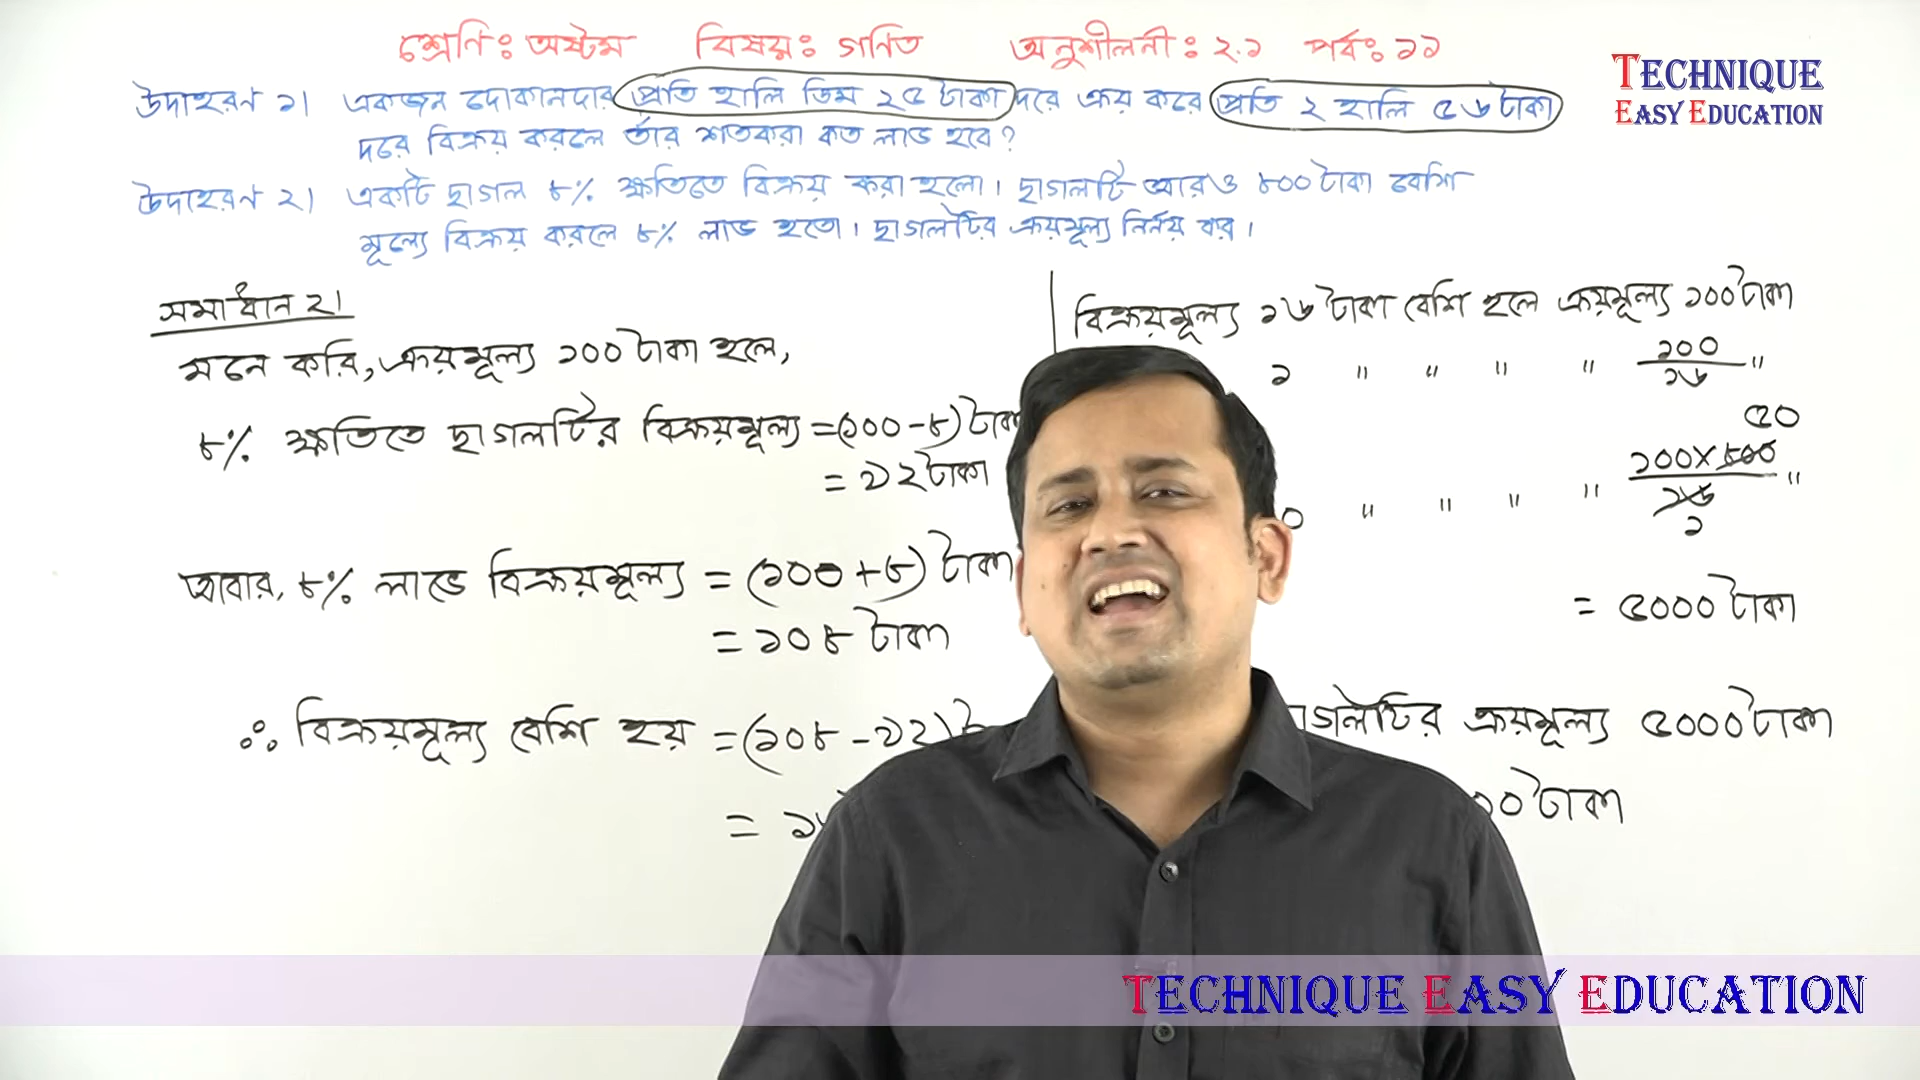 শ্রেণি: অষ্টম বিষয়: গণিত অনুশীলনী: ২.১ পর্ব: ১১
TECHNIQUE
EASY EDUCATION
উদাহরণ ১। একজন দোকানদার প্রতি হালি ডিম ২৫ টাকা দরে ক্রয় করে প্রতি ২ হালি ৫৬ টাকা
দরে বিক্রয় করলে তাঁর শতকরা কত লাভ হবে?
উদাহরণ ২। একটি ছাগল ৮% ক্ষতিতে বিক্রয় করা হলো। ছাগলটি আরও ৮০০ টাকা বেশি
মূল্যে বিক্রয় করলে ৮% লাভ হতো। ছাগলটির ক্রয়মূল্য নির্ণয় কর।
সমাধান ২।
মনে করি, ক্রয়মূল্য ১০০ টাকা হলে,
৮% ক্ষতিতে ছাগলটির বিক্রয়মূল্য = (১০০ - ৮) টাকা
= ৯২ টাকা
আবার, ৮% লাভে বিক্রয়মূল্য = (১০০ + ৮) টাকা
= ১০৮ টাকা
∴ বিক্রয়মূল্য বেশি হয় = (১০৮ - ৯২)
= ১৬
বিক্রয়মূল্য ১৬ টাকা বেশি হলে ক্রয়মূল্য ১০০ টাকা
১ " " " " ১০০/১৬ "
৫০
০ " " " " ১০০×৮০০/১৬ "
১
= ৫০০০ টাকা
াগলটির ক্রয়মূল্য ৫০০০ টাকা
০০ টাকা
TECHNIQUE EASY EDUCATION